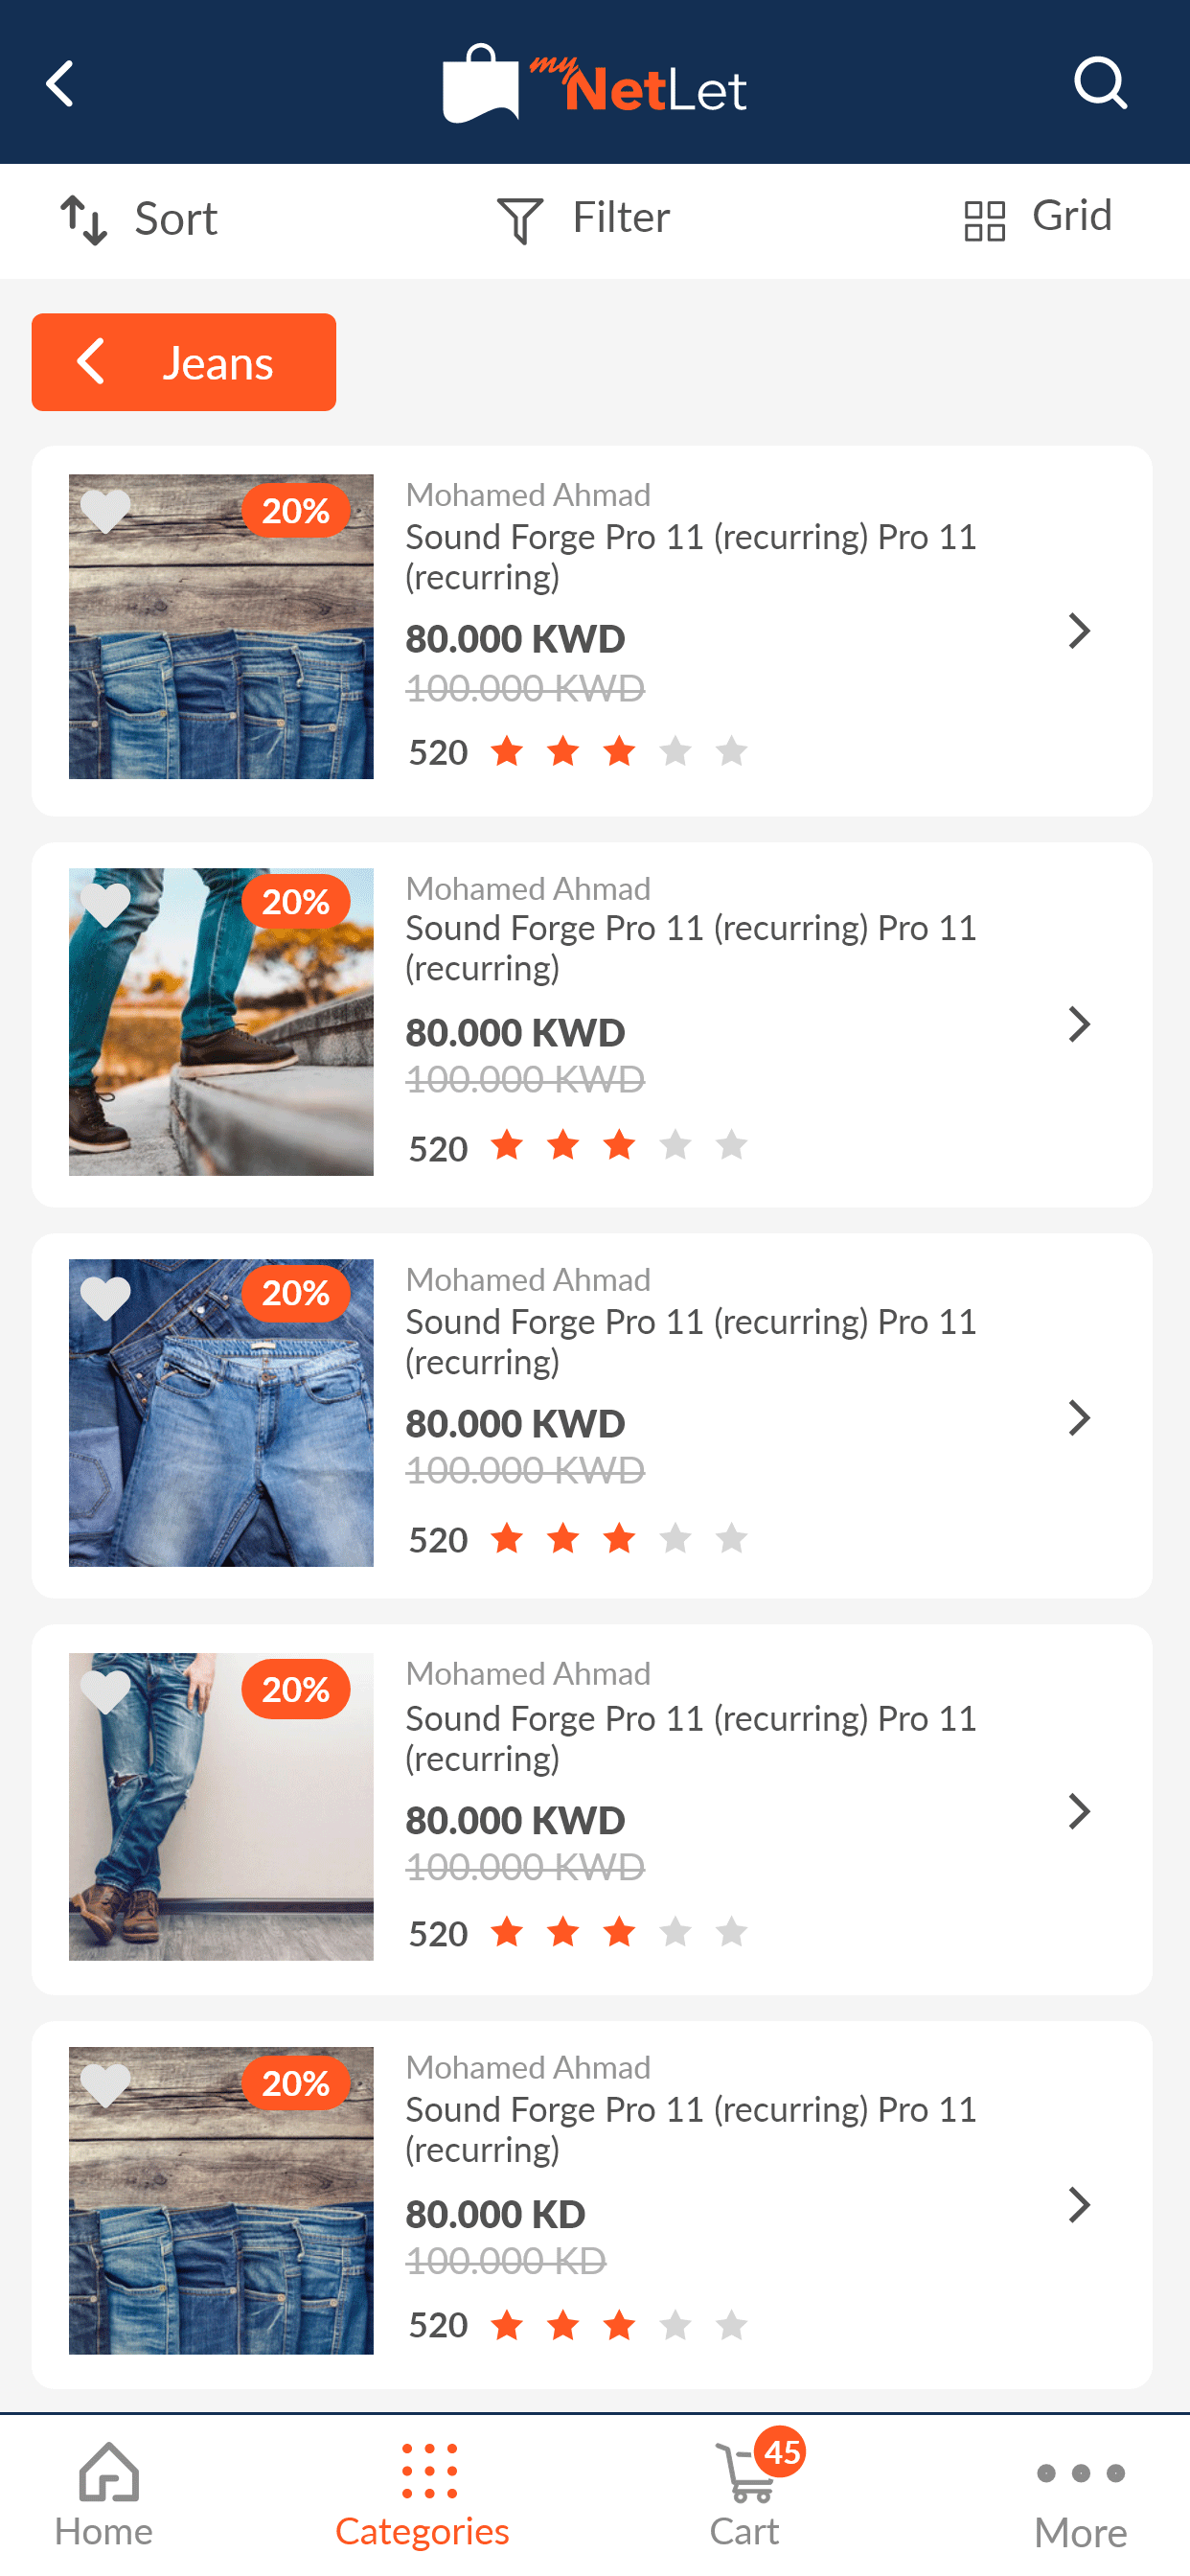 my NetLet
Sort Filter Grid
Jeans
20%
Mohamed Ahmad
Sound Forge Pro 11 (recurring) Pro 11
(recurring)
80.000 KWD
100.000 KWD
520
20%
Mohamed Ahmad
Sound Forge Pro 11 (recurring) Pro 11
(recurring)
80.000 KWD
100.000 KWD
520
20%
Mohamed Ahmad
Sound Forge Pro 11 (recurring) Pro 11
(recurring)
80.000 KWD
100.000 KWD
520
20%
Mohamed Ahmad
Sound Forge Pro 11 (recurring) Pro 11
(recurring)
80.000 KWD
100.000 KWD
520
20%
Mohamed Ahmad
Sound Forge Pro 11 (recurring) Pro 11
(recurring)
80.000 KD
100.000 KD
520
45
Home Categories Cart More